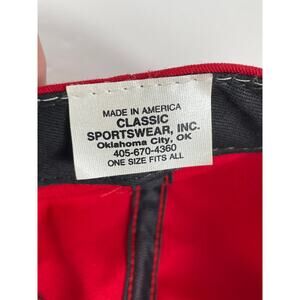 MADE IN AMERICA
CLASSIC
SPORTSWEAR, INC.
Oklahoma City, OK
405-670-4360
ONE SIZE FITS ALL